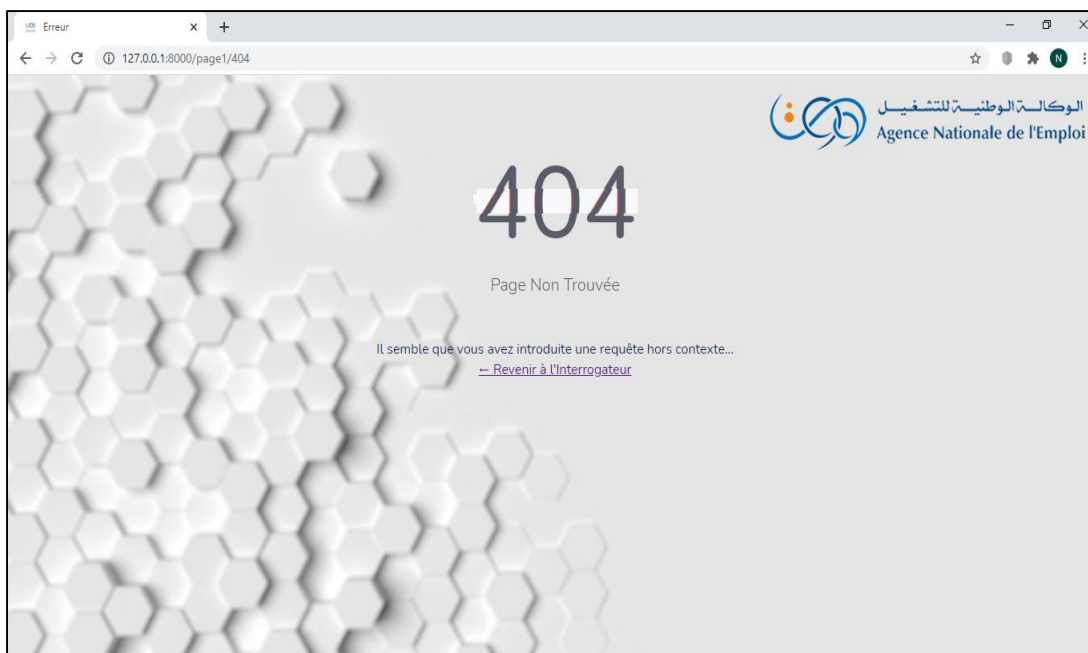 Erreur
127.0.0.1:8000/page1/404
N
الوكالة الوطنية للتشغيل
Agence Nationale de l'Emploi
404
Page Non Trouvée
Il semble que vous avez introduite une requête hors contexte...
← Revenir à l'Interrogateur